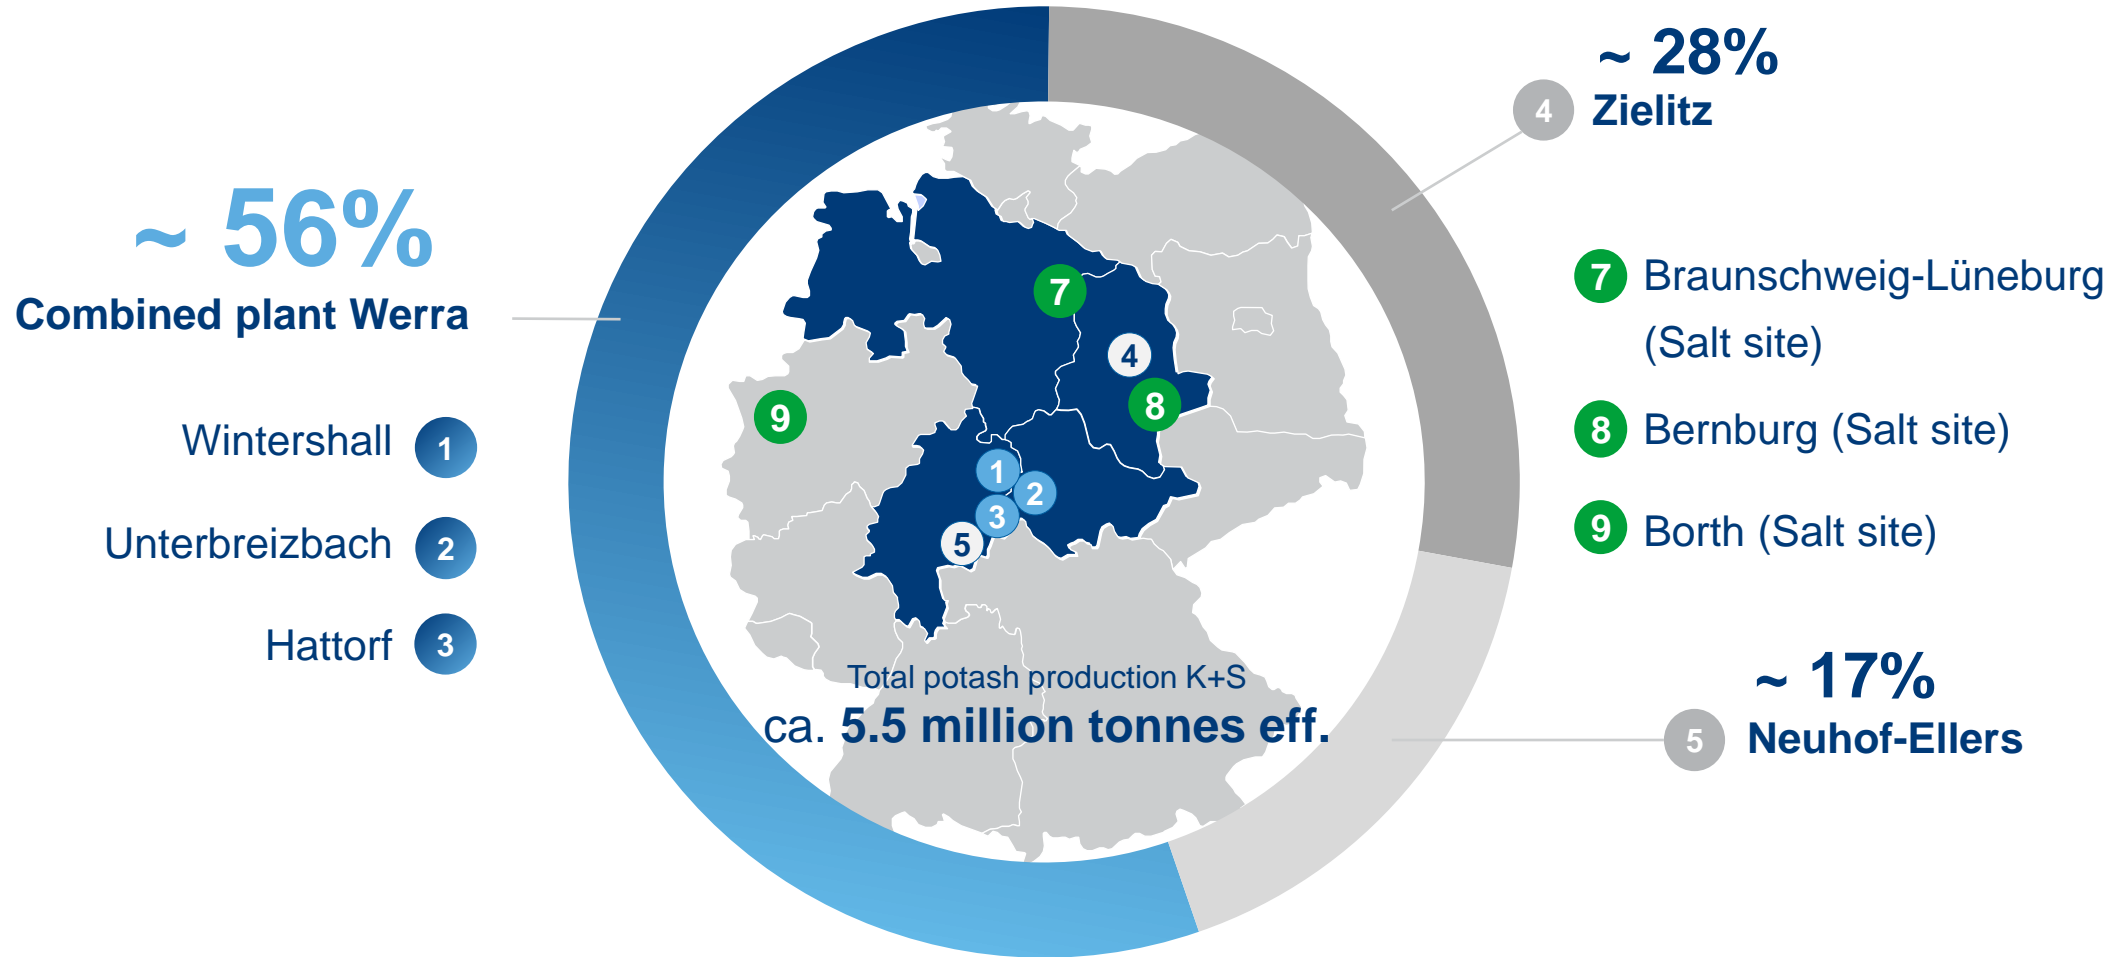 ~ 56%
Combined plant Werra
Wintershall 1
Unterbreizbach 2
Hattorf 3
7
4
8
9
1
2
3
5
Total potash production K+S
ca. 5.5 million tonnes eff.
~ 28%
4 Zielitz
7 Braunschweig-Lüneburg
(Salt site)
8 Bernburg (Salt site)
9 Borth (Salt site)
~ 17%
5 Neuhof-Ellers